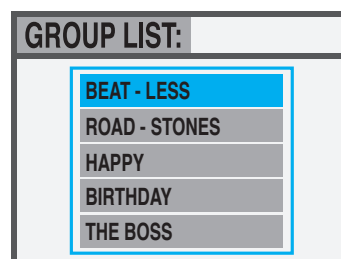 GROUP LIST:
BEAT - LESS
ROAD - STONES
HAPPY
BIRTHDAY
THE BOSS